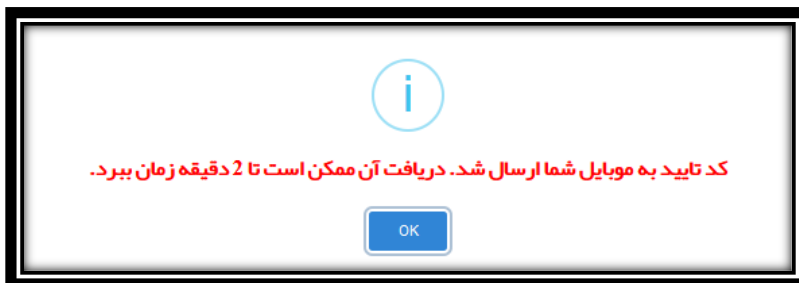 کد تایید به موبایل شما ارسال شد. دریافت آن ممکن است تا 2 دقیقه زمان ببرد.
OK